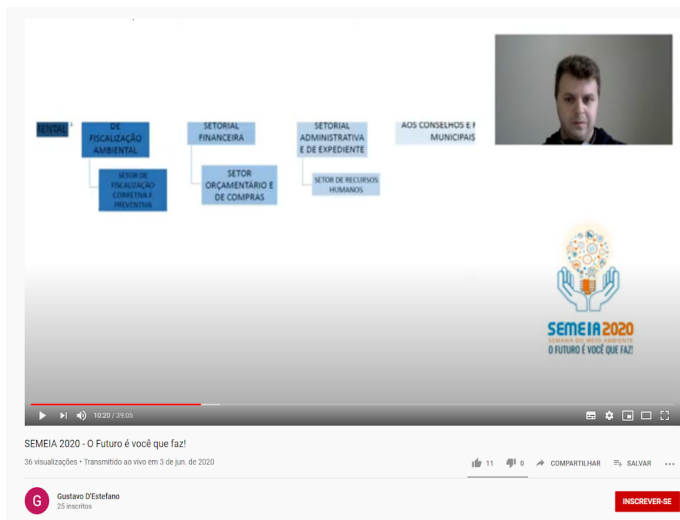 DE
FISCALIZAÇÃO
AMBIENTAL
SETOR DE
FISCALIZAÇÃO
CORRETIVA E
PREVENTIVA
SETORIAL
FINANCEIRA
SETOR
ORÇAMENTÁRIO E
DE COMPRAS
SETORIAL
ADMINISTRATIVA
E DE EXPEDIENTE
SETOR DE RECURSOS
HUMANOS
AOS CONSELHOS E
MUNICIPAIS
SEMEIA 2020
SEMANA DO MEIO AMBIENTE
O FUTURO É VOCÊ QUE FAZ!
10:20 / 39:05
SEMEIA 2020 - O Futuro é você que faz!
36 visualizações • Transmitido ao vivo em 3 de jun. de 2020
11 0 COMPARTILHAR SALVAR
G
Gustavo D'Estefano
25 inscritos
INSCREVER-SE